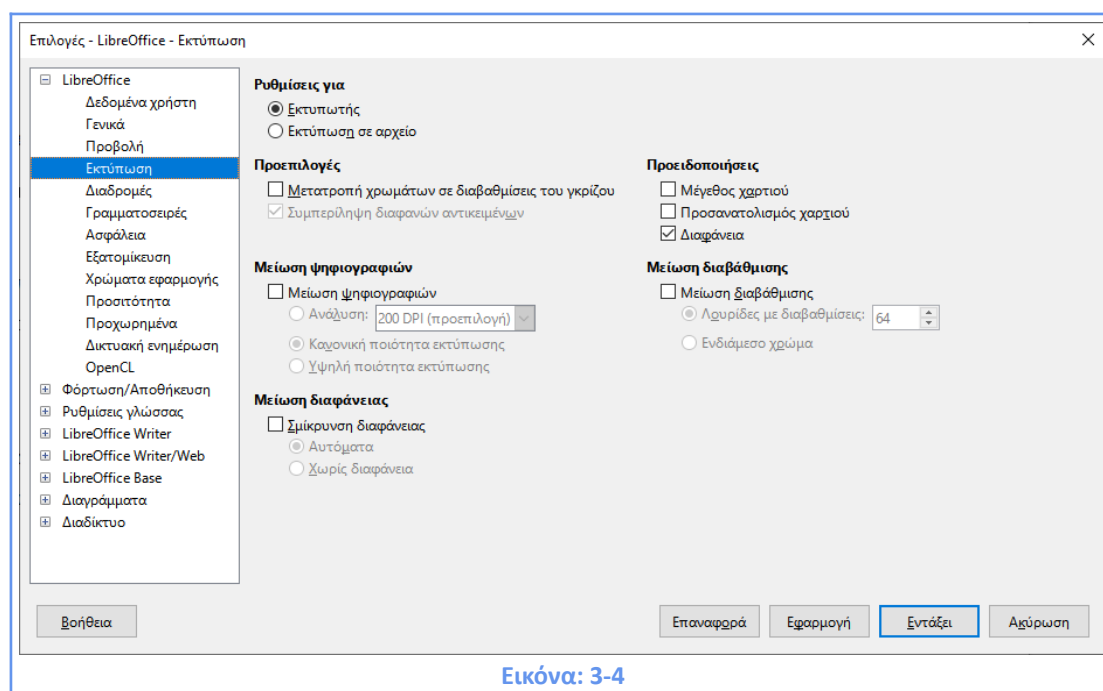 Επιλογές - LibreOffice - Εκτύπωση
LibreOffice
Δεδομένα χρήστη
Γενικά
Προβολή
Εκτύπωση
Διαδρομές
Γραμματοσειρές
Ασφάλεια
Εξατομίκευση
Χρώματα εφαρμογής
Προσιτότητα
Προχωρημένα
Δικτυακή ενημέρωση
OpenCL
Φόρτωση/Αποθήκευση
Ρυθμίσεις γλώσσας
LibreOffice Writer
LibreOffice Writer/Web
LibreOffice Base
Διαγράμματα
Διαδίκτυο
Ρυθμίσεις για
Εκτυπωτής
Εκτύπωση σε αρχείο
Προεπιλογές
Μετατροπή χρωμάτων σε διαβαθμίσεις του γκρίζου
Συμπερίληψη διαφανών αντικειμένων
Προειδοποιήσεις
Μέγεθος χαρτιού
Προσανατολισμός χαρτιού
Διαφάνεια
Μείωση ψηφιογραφιών
Μείωση ψηφιογραφιών
Ανάλυση: 200 DPI (προεπιλογή)
Κανονική ποιότητα εκτύπωσης
Υψηλή ποιότητα εκτύπωσης
Μείωση διαβάθμισης
Μείωση διαβάθμισης
Λουρίδες με διαβαθμίσεις: 64
Ενδιάμεσο χρώμα
Μείωση διαφάνειας
Σμίκρυνση διαφάνειας
Αυτόματα
Χωρίς διαφάνεια
Βοήθεια
Επαναφορά
Εφαρμογή
Εντάξει
Ακύρωση
Εικόνα: 3-4